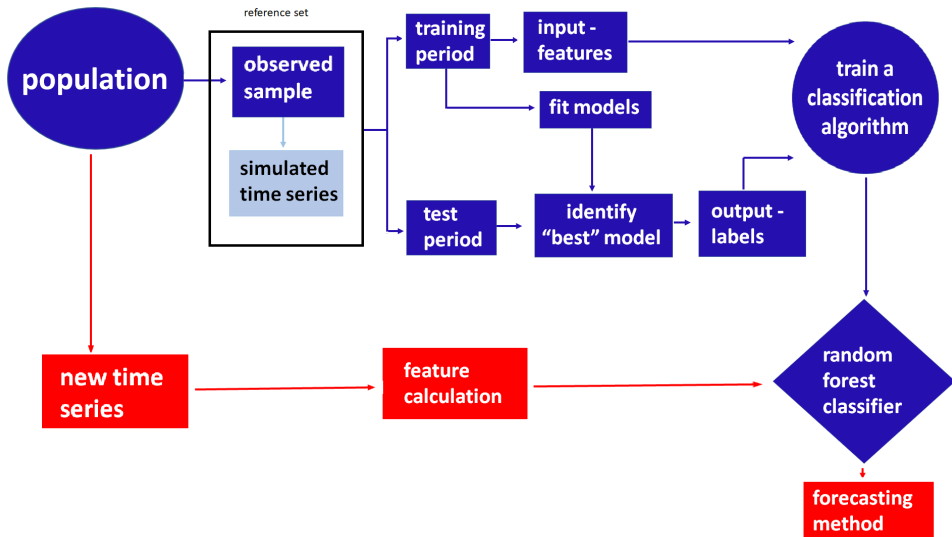 reference set
population
observed
sample
simulated
time series
training
period
input -
features
fit models
test
period
identify
“best” model
output -
labels
train a
classification
algorithm
new time
series
feature
calculation
random
forest
classifier
forecasting
method